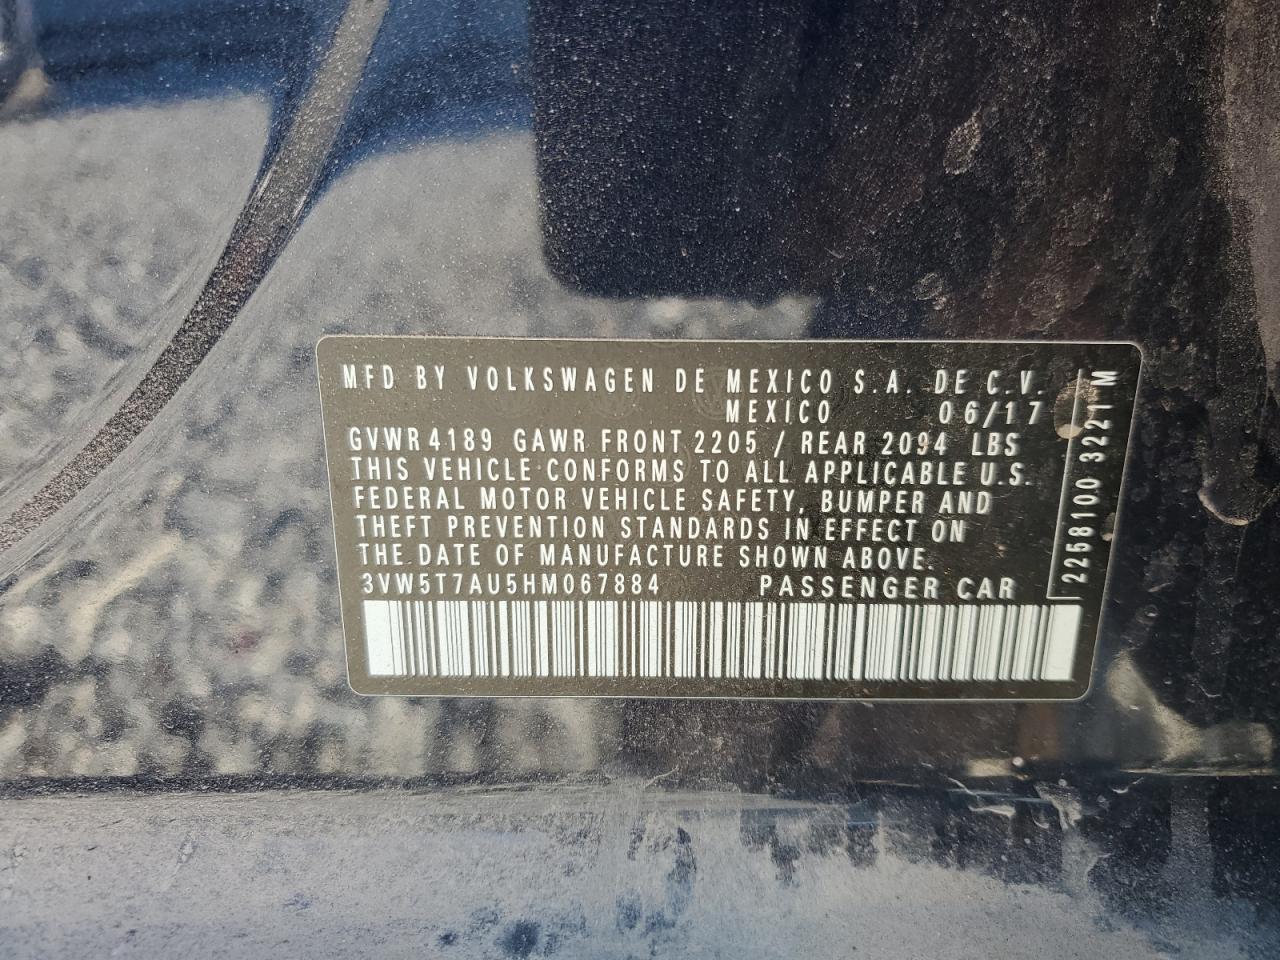 MFD BY VOLKSWAGEN DE MEXICO S.A. DE C.V.
MEXICO 06/17
GVWR 4189 GAWR FRONT 2205 / REAR 2094 LBS
THIS VEHICLE CONFORMS TO ALL APPLICABLE U.S.
FEDERAL MOTOR VEHICLE SAFETY, BUMPER AND
THEFT PREVENTION STANDARDS IN EFFECT ON
THE DATE OF MANUFACTURE SHOWN ABOVE.
3VW5T7AU5HM067884 PASSENGER CAR
2258100 3221 M